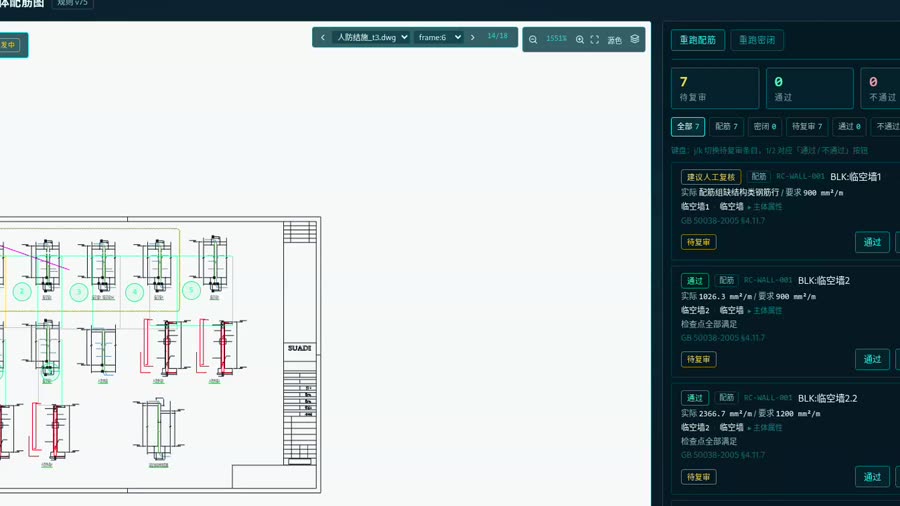 体配筋图 规则 v75
发中
人防结施_t3.dwg frame:6 14/18 1551% 源色
2 3 4 5
SUADI
重跑配筋 重跑密闭
7 0 0
待复审 通过 不通过
全部 7 配筋 7 密闭 0 待复审 7 通过 0 不通过
键盘: j/k 切换待复审条目, 1/2 对应「通过/不通过」按钮
建议人工复核 配筋 RC-WALL-001 BLK:临空墙1
实际 配筋组缺结构类钢筋行 / 要求 900 mm²/m
临空墙1 临空墙 ▸ 主体属性
GB 50038-2005 §4.11.7
待复审 通过
通过 配筋 RC-WALL-001 BLK:临空墙2
实际 1026.3 mm²/m / 要求 900 mm²/m
临空墙2 临空墙 ▸ 主体属性
检查点全部满足
GB 50038-2005 §4.11.7
待复审 通过
通过 配筋 RC-WALL-001 BLK:临空墙2.2
实际 2366.7 mm²/m / 要求 1200 mm²/m
临空墙2 临空墙 ▸ 主体属性
检查点全部满足
GB 50038-2005 §4.11.7
待复审 通过